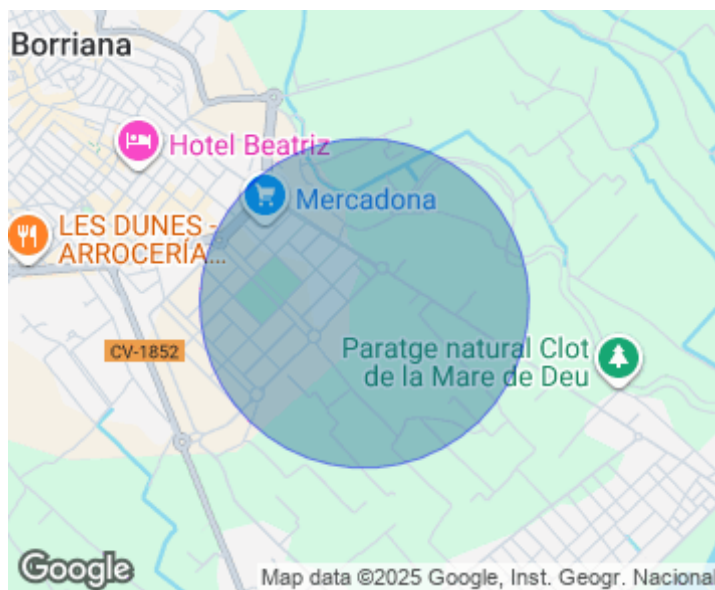 Borriana
Hotel Beatriz
Mercadona
LES DUNES -
ARROCERÍA...
CV-1852
Paratge natural Clot
de la Mare de Deu
Google
Map data ©2025 Google, Inst. Geogr. Nacional